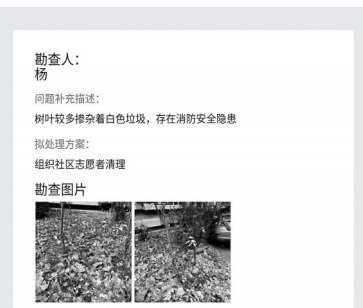 勘查人：
杨
问题补充描述：
树叶较多掺杂着白色垃圾，存在消防安全隐患
拟处理方案：
组织社区志愿者清理
勘查图片